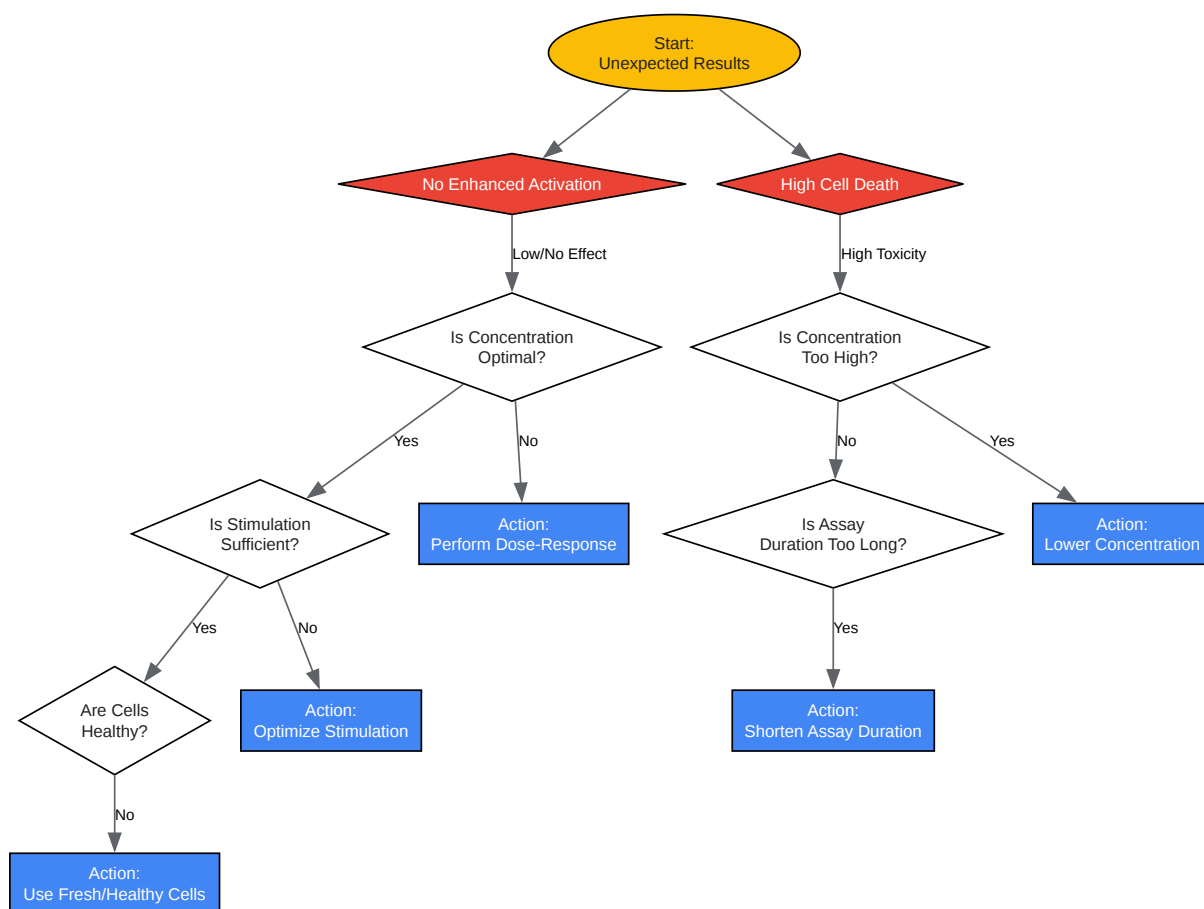 Start:
Unexpected Results
No Enhanced Activation
High Cell Death
Low/No Effect
High Toxicity
Is Concentration
Optimal?
Is Concentration
Too High?
Yes
No
No
Yes
Is Stimulation
Sufficient?
Action:
Perform Dose-Response
Is Assay
Duration Too Long?
Action:
Lower Concentration
Yes
No
Yes
Are Cells
Healthy?
Action:
Optimize Stimulation
Action:
Shorten Assay Duration
No
Action:
Use Fresh/Healthy Cells